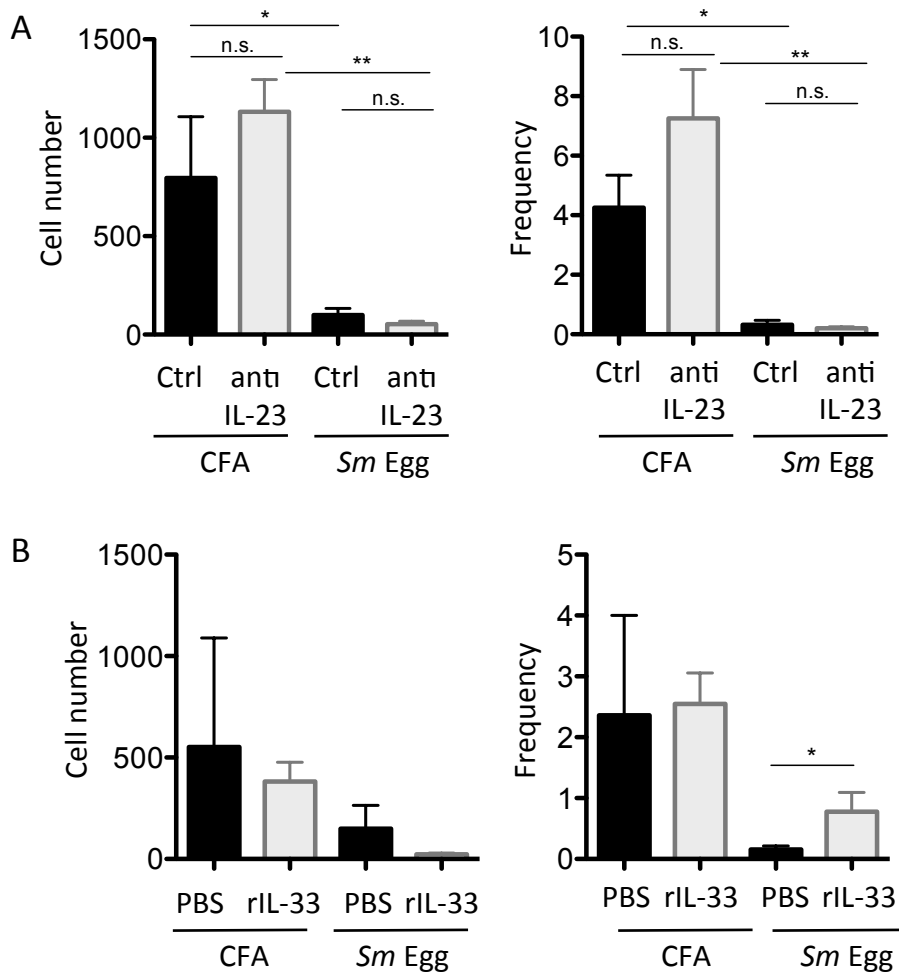 A
Cell number
1500
1000
500
0
*
n.s.
**
n.s.
Ctrl anti IL-23 Ctrl anti IL-23
CFA Sm Egg
Frequency
10
8
6
4
2
0
*
n.s.
**
n.s.
Ctrl anti IL-23 Ctrl anti IL-23
CFA Sm Egg
B
Cell number
1500
1000
500
0
PBS rIL-33 PBS rIL-33
CFA Sm Egg
Frequency
5
4
3
2
1
0
*
PBS rIL-33 PBS rIL-33
CFA Sm Egg